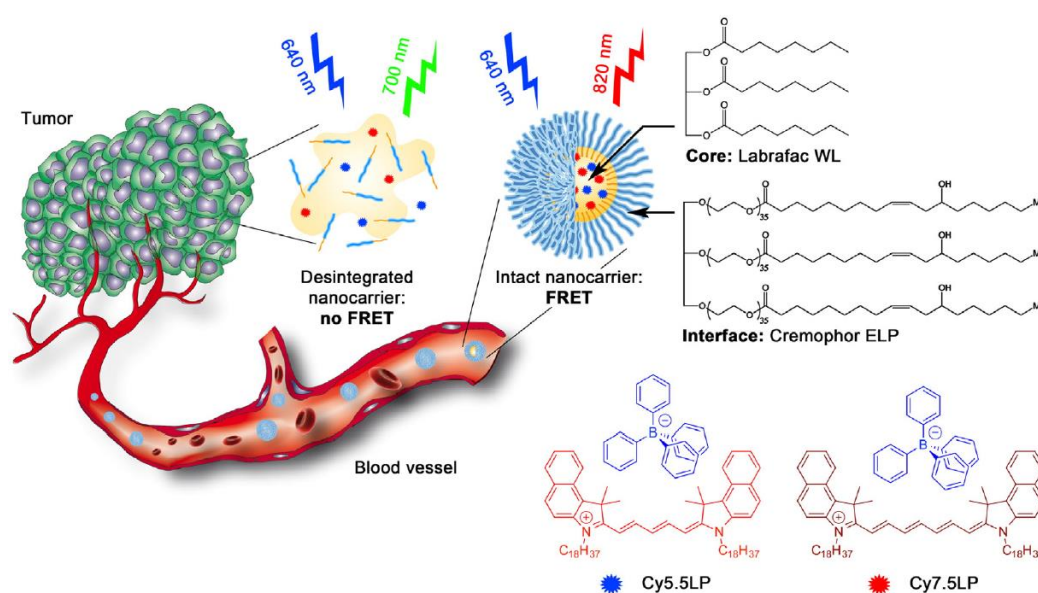 640 nm
700 nm
640 nm
820 nm
Tumor
Desintegrated
nanocarrier:
no FRET
Intact nanocarrier:
FRET
Blood vessel
O
O
O
O
O
O
Core: Labrafac WL
O
O
O
35
OH
M
O
O
O
35
OH
M
O
O
O
35
OH
M
Interface: Cremophor ELP
B
⊖
⊕
N
N
C18H37
C18H37
Cy5.5LP
B
⊖
⊕
N
N
C18H37
C18H37
Cy7.5LP